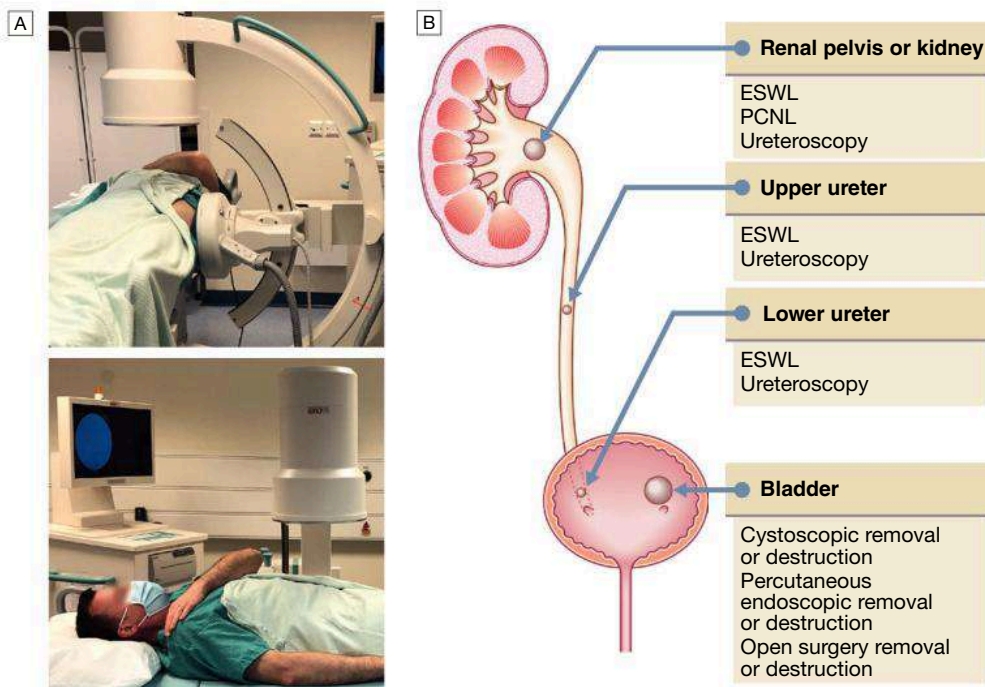 A
B
Renal pelvis or kidney
ESWL
PCNL
Ureteroscopy
Upper ureter
ESWL
Ureteroscopy
Lower ureter
ESWL
Ureteroscopy
Bladder
Cystoscopic removal
or destruction
Percutaneous
endoscopic removal
or destruction
Open surgery removal
or destruction